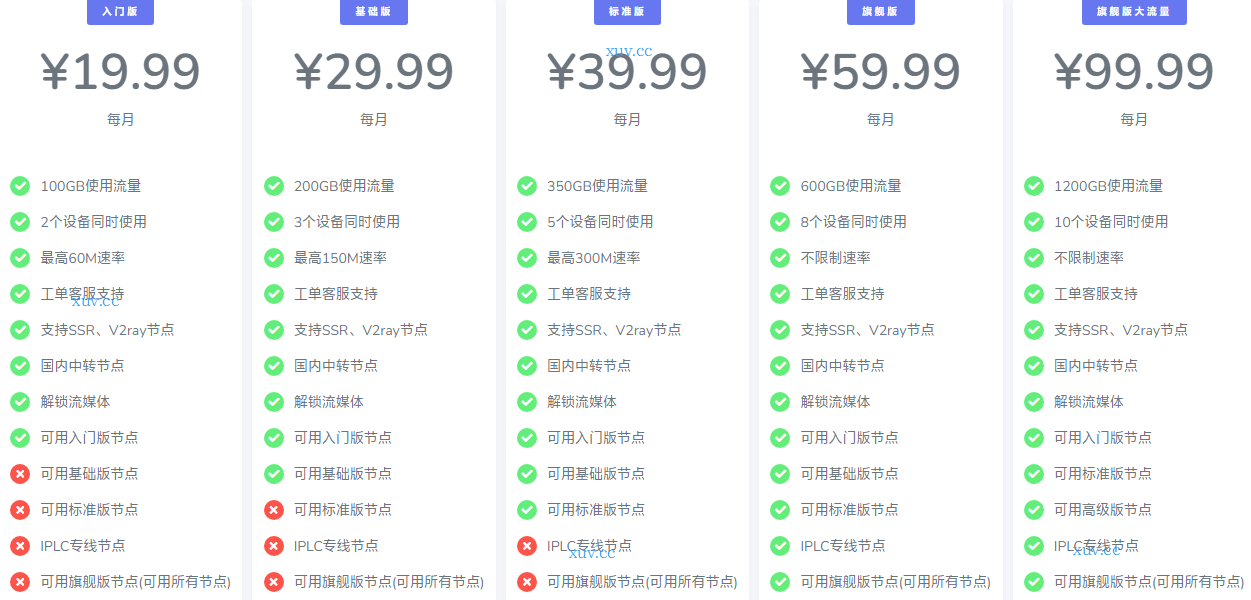 入门版
¥19.99
每月
100GB使用流量
2个设备同时使用
最高60M速率
工单客服支持
xuv.cc
支持SSR、V2ray节点
国内中转节点
解锁流媒体
可用入门版节点
可用基础版节点
可用标准版节点
IPLC专线节点
可用旗舰版节点(可用所有节点)
基础版
¥29.99
每月
200GB使用流量
3个设备同时使用
最高150M速率
工单客服支持
支持SSR、V2ray节点
国内中转节点
解锁流媒体
可用入门版节点
可用基础版节点
可用标准版节点
IPLC专线节点
可用旗舰版节点(可用所有节点)
标准版
xuv.cc
¥39.99
每月
350GB使用流量
5个设备同时使用
最高300M速率
工单客服支持
支持SSR、V2ray节点
国内中转节点
解锁流媒体
可用入门版节点
可用基础版节点
可用标准版节点
IPLC专线节点
xuv.cc
可用旗舰版节点(可用所有节点)
旗舰版
¥59.99
每月
600GB使用流量
8个设备同时使用
不限制速率
工单客服支持
支持SSR、V2ray节点
国内中转节点
解锁流媒体
可用入门版节点
可用基础版节点
可用标准版节点
IPLC专线节点
可用旗舰版节点(可用所有节点)
旗舰版大流量
¥99.99
每月
1200GB使用流量
10个设备同时使用
不限制速率
工单客服支持
支持SSR、V2ray节点
国内中转节点
解锁流媒体
可用入门版节点
可用标准版节点
可用高级版节点
IPLC专线节点
xuv.cc
可用旗舰版节点(可用所有节点)